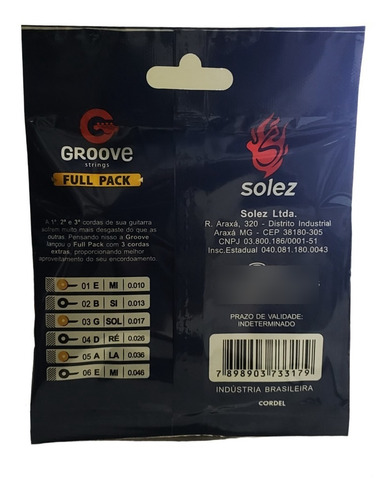 GROOVE
strings
FULL PACK
A 1ª, 2ª e 3ª cordas de sua guitarra
sofrem muito mais desgaste do que as
outras. Pensando nisso a Groove
lançou o Full Pack com 3 cordas
extras, proporcionando melhor
aproveitamento do seu encordoamento.
01 E MI 0.010
02 B SI 0.013
03 G SOL 0.017
04 D RÉ 0.026
05 A LA 0.036
06 E MI 0.046
solez
Solez Ltda.
R. Araxá, 320 - Distrito Industrial
Araxá MG - CEP 38180-305
CNPJ 03.800.186/0001-51
Insc.Estadual 040.081.180.0043
PRAZO DE VALIDADE:
INDETERMINADO
7 898903 733179
INDÚSTRIA BRASILEIRA
CORDEL